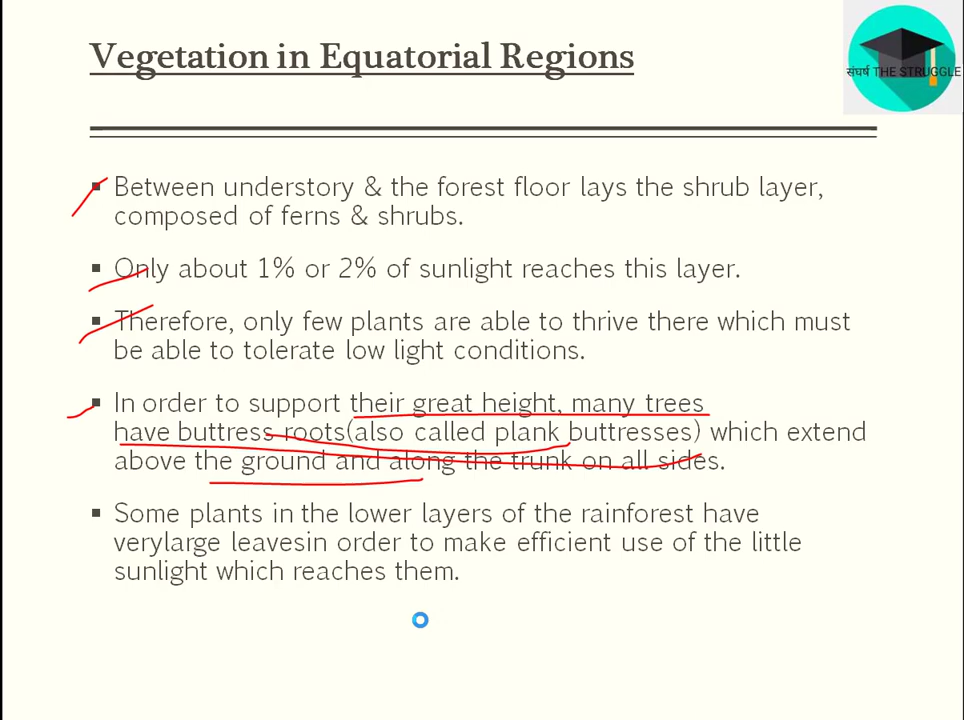 Vegetation in Equatorial Regions
संघर्ष THE STRUGGLE
▪ Between understory & the forest floor lays the shrub layer,
composed of ferns & shrubs.
▪ Only about 1% or 2% of sunlight reaches this layer.
▪ Therefore, only few plants are able to thrive there which must
be able to tolerate low light conditions.
▪ In order to support their great height, many trees
have buttress roots(also called plank buttresses) which extend
above the ground and along the trunk on all sides.
▪ Some plants in the lower layers of the rainforest have
verylarge leavesin order to make efficient use of the little
sunlight which reaches them.